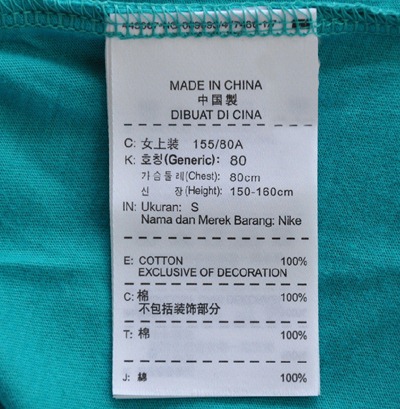 MADE IN CHINA
中国製
DIBUAT DI CINA
C: 女上装 155/80A
K: 호칭(Generic): 80
가슴둘레(Chest): 80cm
신 장(Height): 150-160cm
IN: Ukuran: S
Nama dan Merek Barang: Nike
E: COTTON 100%
EXCLUSIVE OF DECORATION
C: 棉 100%
不包括装饰部分
T: 棉 100%
J: 綿 100%